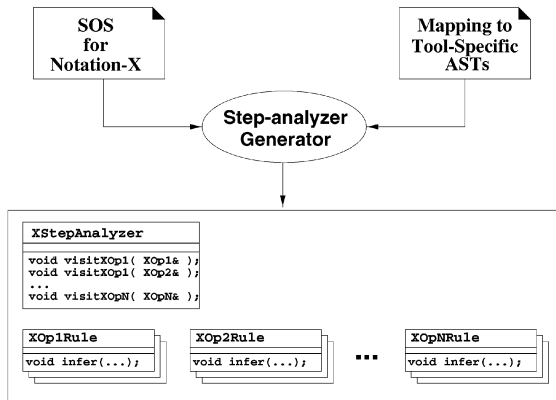 SOS
for
Notation-X
Mapping to
Tool-Specific
ASTs
Step-analyzer
Generator
XStepAnalyzer
void visitXOp1( XOp1& );
void visitXOp1( XOp2& );
...
void visitXOpN( XOpN& );
XOp1Rule
void infer(...);
XOp2Rule
void infer(...);
...
XOpNRule
void infer(...);